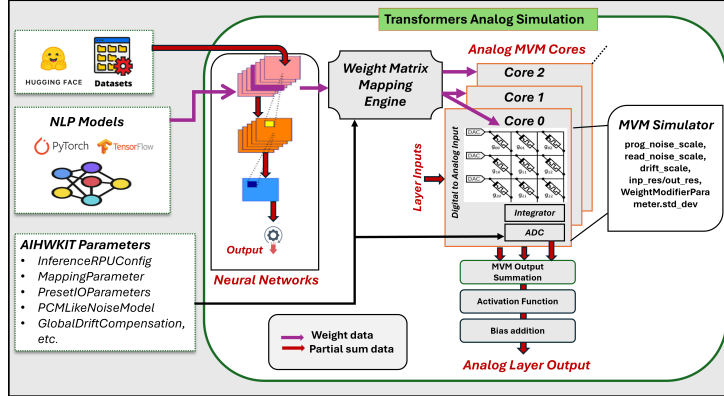 Transformers Analog Simulation
HUGGING FACE
Datasets
NLP Models
PyTorch
TensorFlow
AIHWKIT Parameters
• InferenceRPUConfig
• MappingParameter
• PresetIOParameters
• PCMLikeNoiseModel
• GlobalDriftCompensation,
etc.
Output
Neural Networks
Weight Matrix
Mapping
Engine
Analog MVM Cores
Core 2
Core 1
Core 0
Layer Inputs
Digital to Analog Input
DAC
DAC
DAC
Integrator
ADC
MVM Simulator
prog_noise_scale,
read_noise_scale,
drift_scale,
inp_res/out_res,
WeightModifierPara
meter.std_dev
MVM Output
Summation
Activation Function
Bias addition
Analog Layer Output
Weight data
Partial sum data